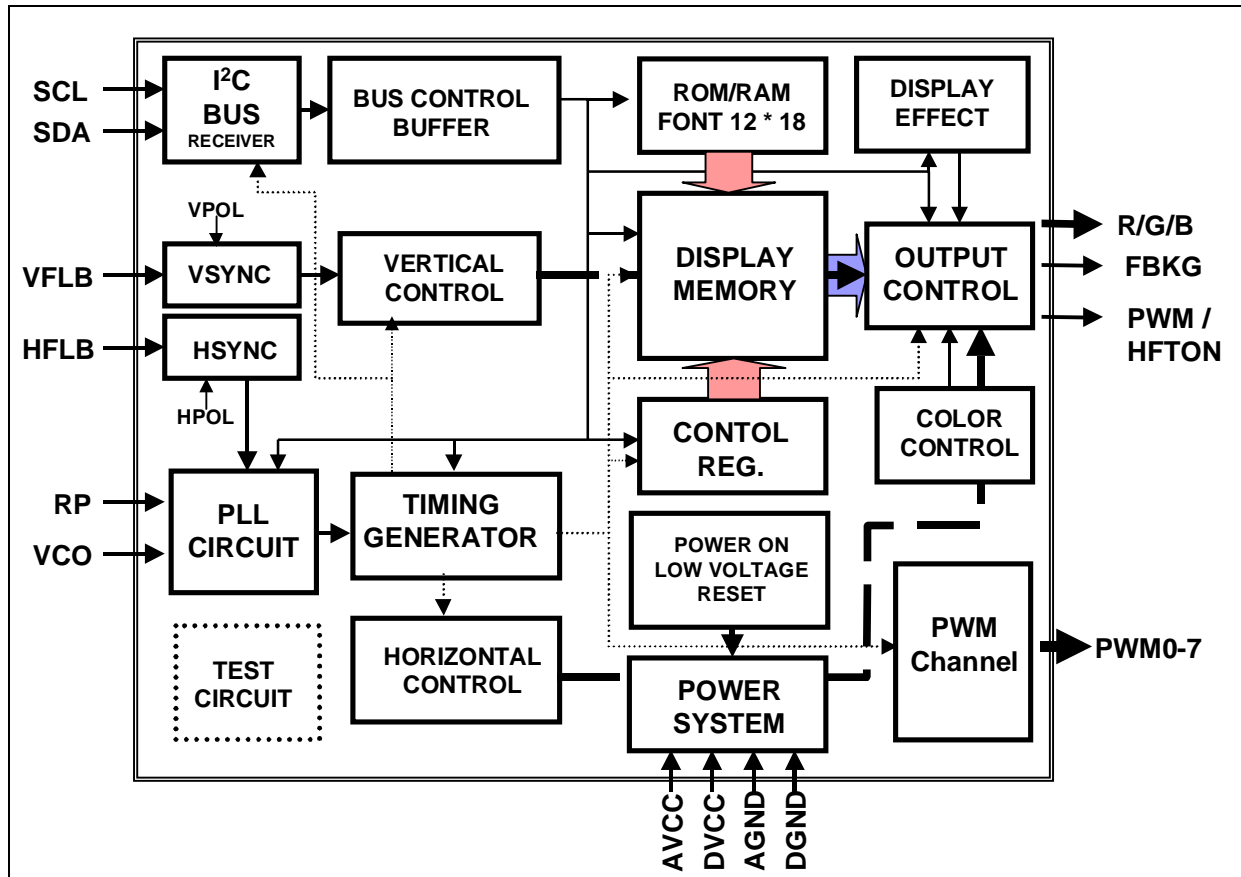 SCL
SDA
I²C
BUS
RECEIVER
BUS CONTROL
BUFFER
ROM/RAM
FONT 12 * 18
DISPLAY
EFFECT
VPOL
VFLB
VSYNC
VERTICAL
CONTROL
DISPLAY
MEMORY
OUTPUT
CONTROL
R/G/B
FBKG
PWM /
HFTON
HFLB
HSYNC
HPOL
CONTOL
REG.
COLOR
CONTROL
RP
VCO
PLL
CIRCUIT
TIMING
GENERATOR
POWER ON
LOW VOLTAGE
RESET
PWM
Channel
PWM0-7
TEST
CIRCUIT
HORIZONTAL
CONTROL
POWER
SYSTEM
AVCC
DVCC
AGND
DGND